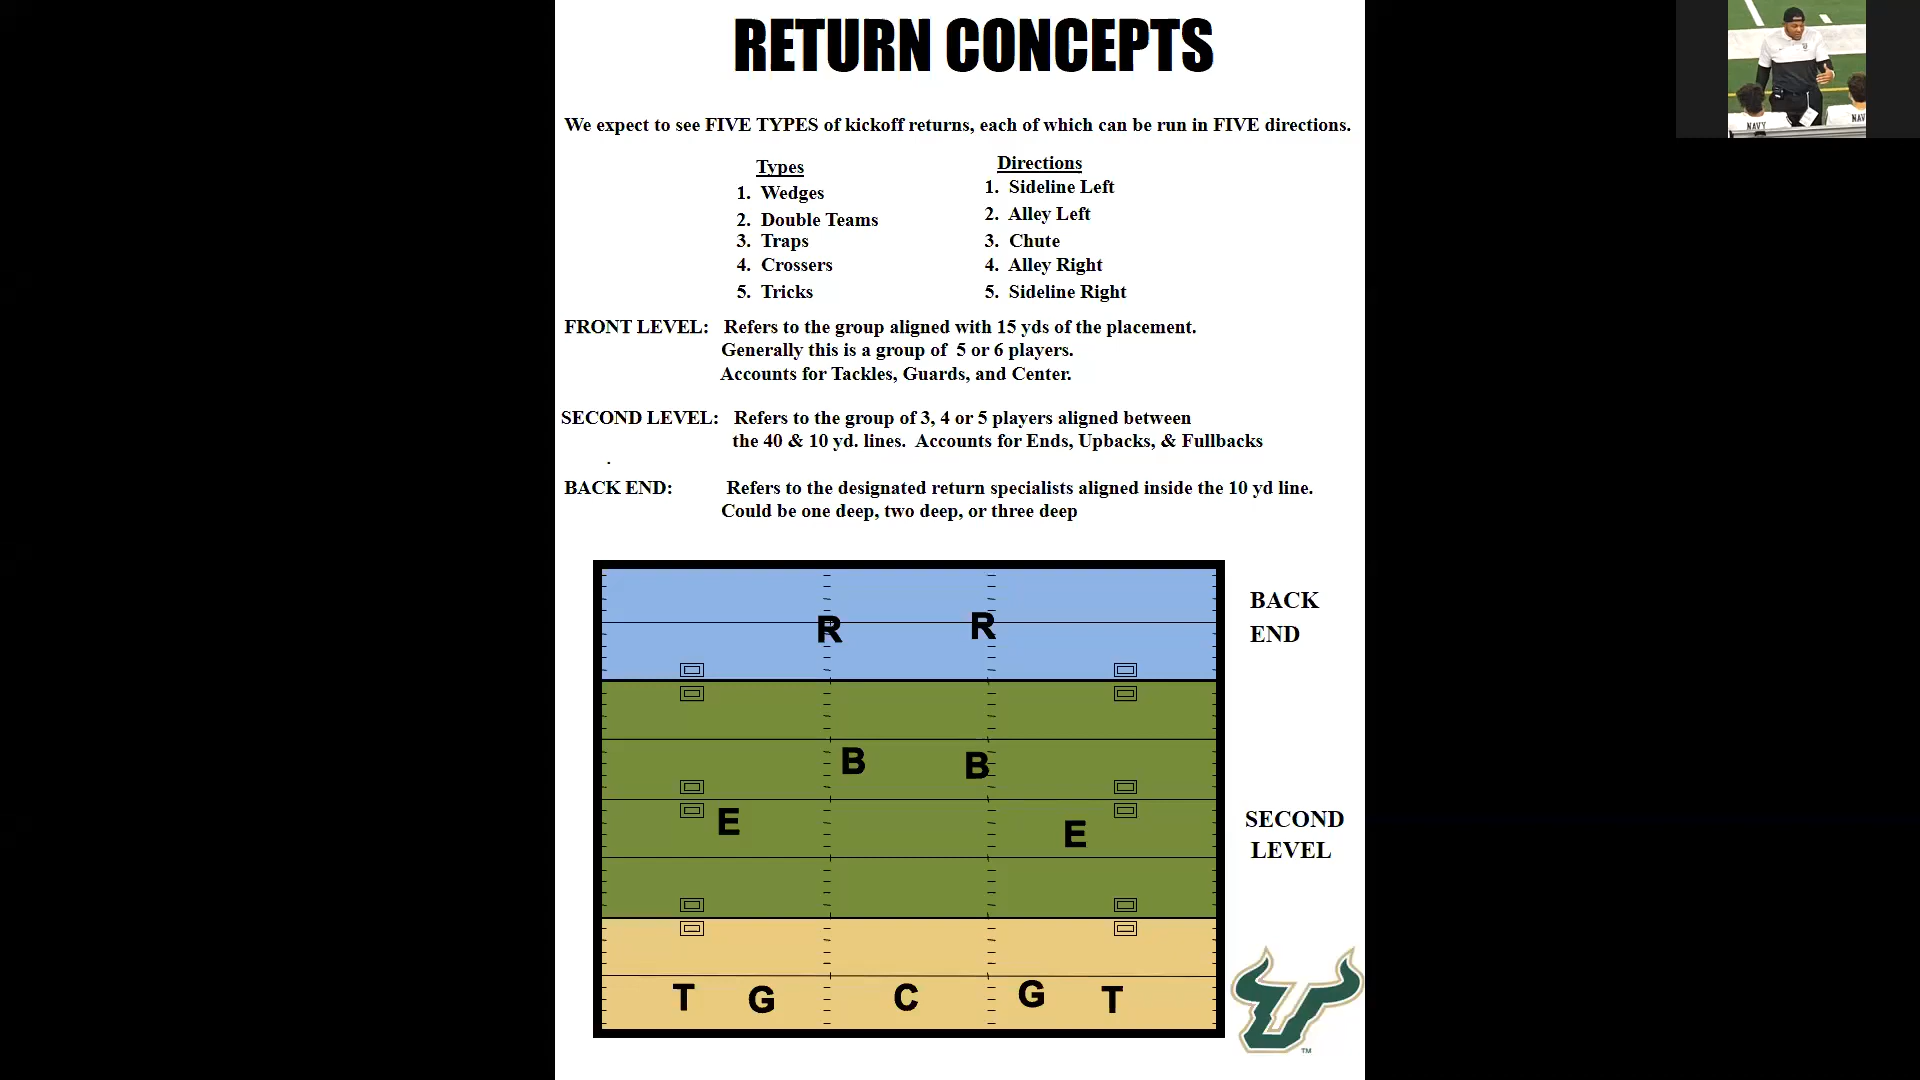 RETURN CONCEPTS
We expect to see FIVE TYPES of kickoff returns, each of which can be run in FIVE directions.
Types
1. Wedges
2. Double Teams
3. Traps
4. Crossers
5. Tricks
Directions
1. Sideline Left
2. Alley Left
3. Chute
4. Alley Right
5. Sideline Right
FRONT LEVEL: Refers to the group aligned with 15 yds of the placement.
Generally this is a group of 5 or 6 players.
Accounts for Tackles, Guards, and Center.
SECOND LEVEL: Refers to the group of 3, 4 or 5 players aligned between
the 40 & 10 yd. lines. Accounts for Ends, Upbacks, & Fullbacks
.
BACK END: Refers to the designated return specialists aligned inside the 10 yd line.
Could be one deep, two deep, or three deep
R R
BACK
END
B B
E E
SECOND
LEVEL
T G C G T
U
TM
NAVY
NAV